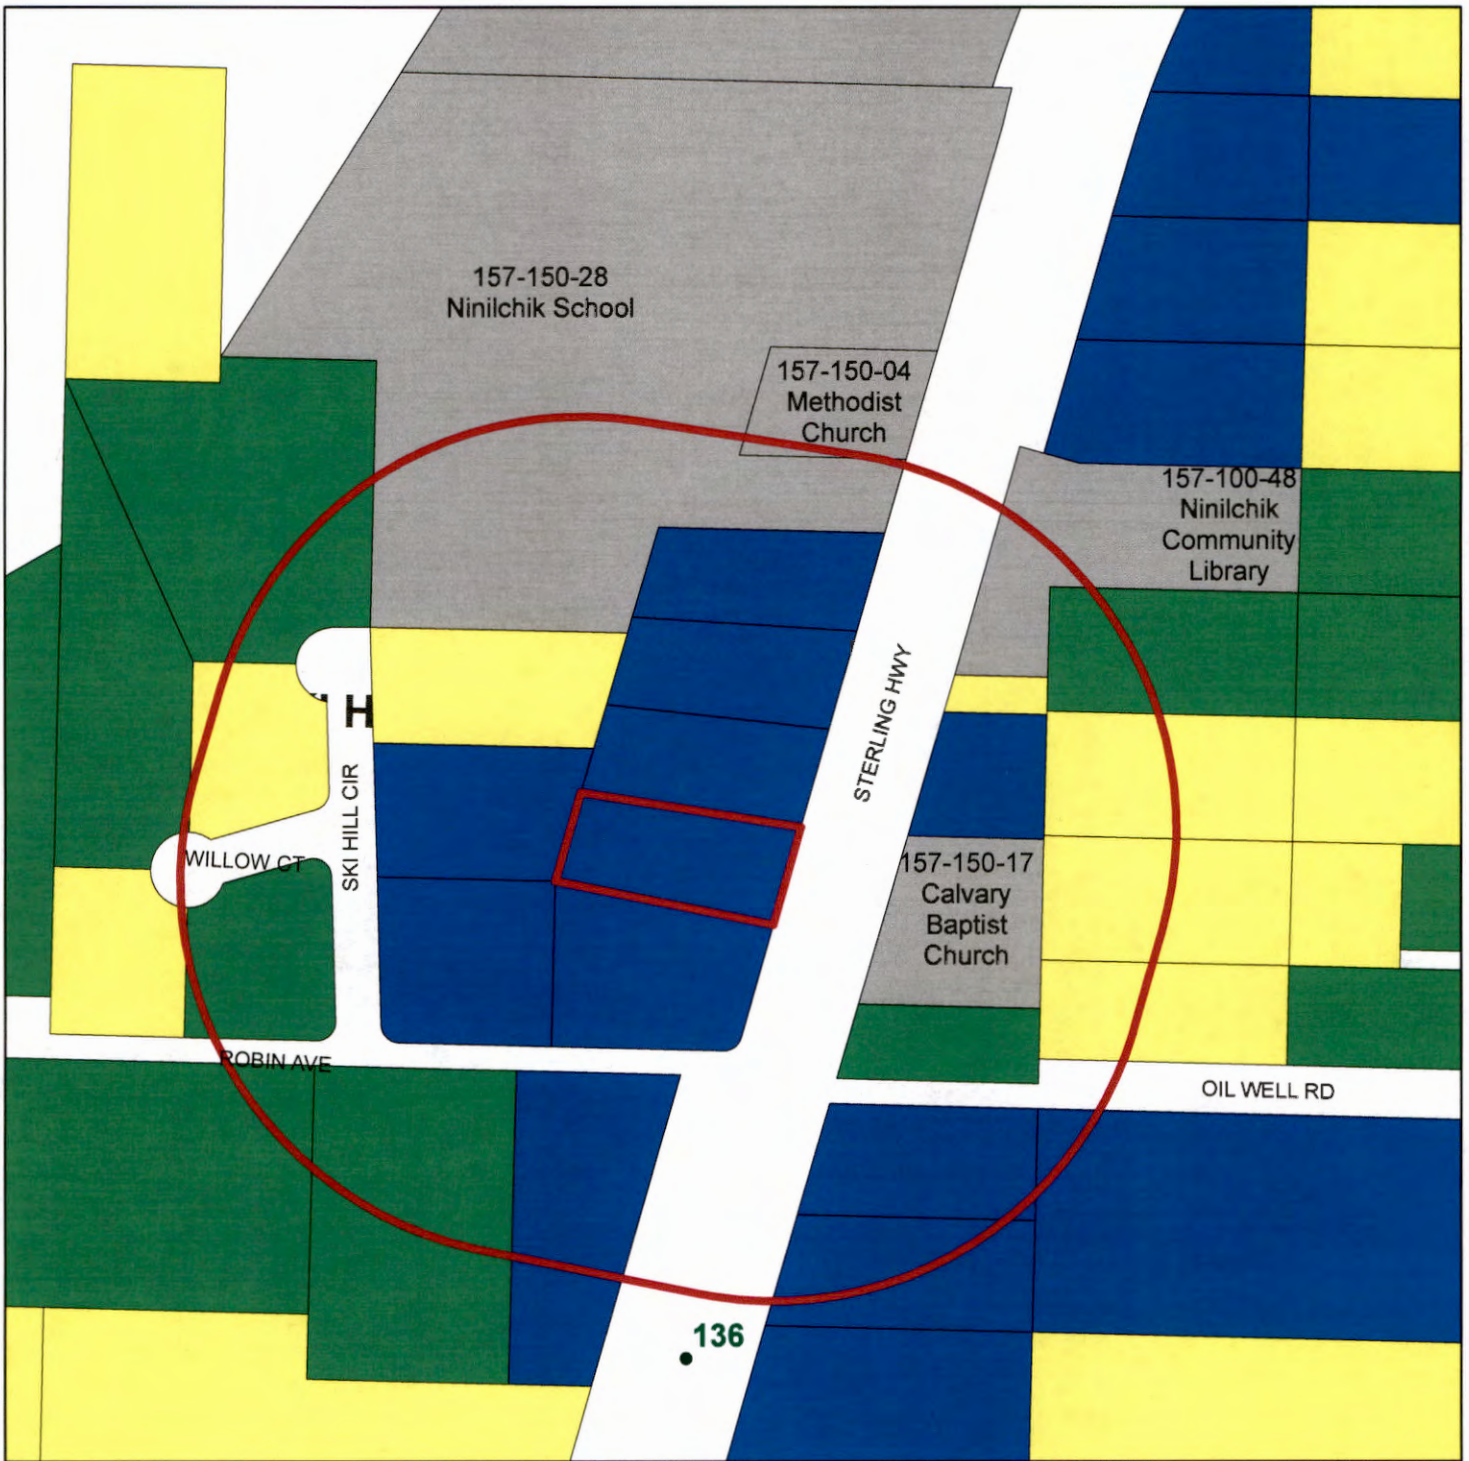 157-150-28
Ninilchik School
157-150-04
Methodist
Church
157-100-48
Ninilchik
Community
Library
STERLING HWY
H
SKI HILL CIR
WILLOW CT
157-150-17
Calvary
Baptist
Church
ROBIN AVE
OIL WELL RD
136